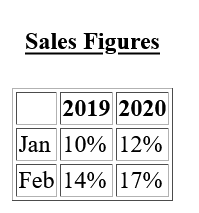 Sales Figures
2019 2020
Jan 10% 12%
Feb 14% 17%